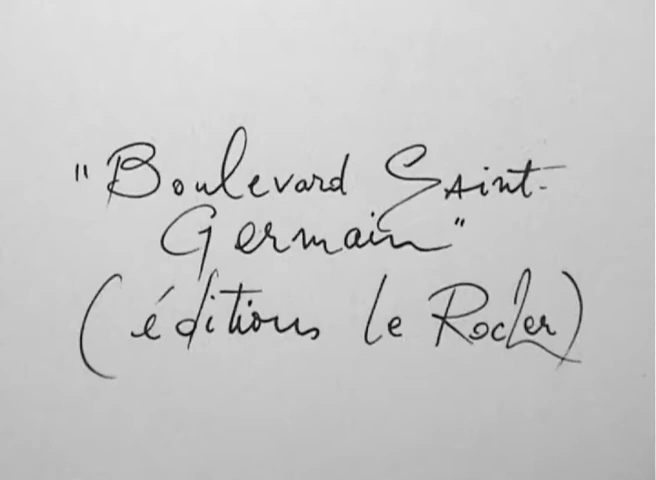 "Boulevard Saint-
Germain"
(éditions le Rocher)